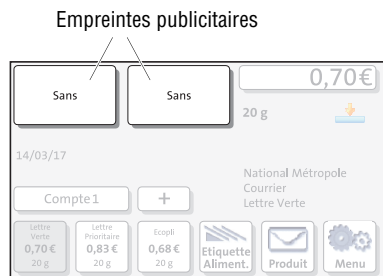 Empreintes publicitaires
Sans
Sans
0,70€
20 g
14/03/17
National Métropole
Courrier
Lettre Verte
Compte1
+
Lettre
Verte
0,70 €
20 g
Lettre
Prioritaire
0,83 €
20 g
Ecopli
0,68 €
20 g
Etiquette
Aliment.
Produit
Menu